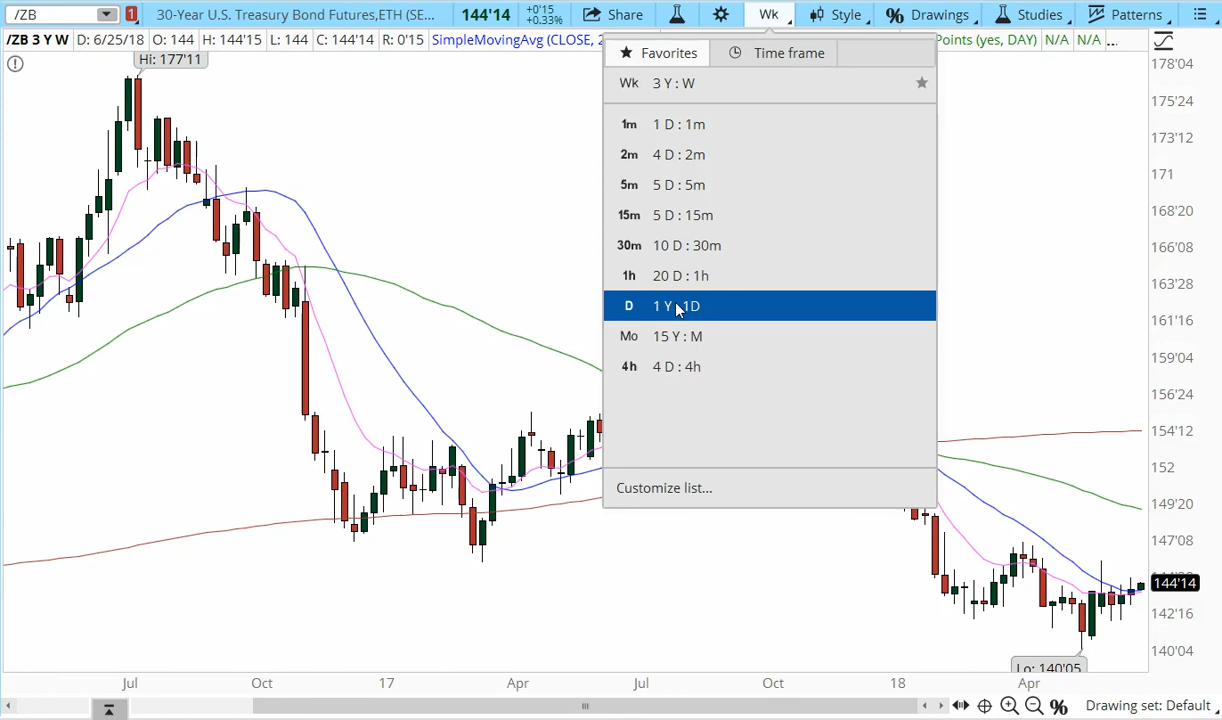 /ZB 1 30-Year U.S. Treasury Bond Futures,ETH (SE... 144'14 +0'15 +0.33% Share Wk Style % Drawings Studies Patterns
/ZB 3 Y W D: 6/25/18 O: 144 H: 144'15 L: 144 C: 144'14 R: 0'15 SimpleMovingAvg (CLOSE, 2 Points (yes, DAY) N/A N/A ...
Hi: 177'11
Favorites Time frame
Wk 3 Y : W
1m 1 D : 1m
2m 4 D : 2m
5m 5 D : 5m
15m 5 D : 15m
30m 10 D : 30m
1h 20 D : 1h
D 1 Y : 1D
Mo 15 Y : M
4h 4 D : 4h
Customize list...
178'04
175'24
173'12
171
168'20
166'08
163'28
161'16
159'04
156'24
154'12
152
149'20
147'08
144'14
142'16
140'04
Lo: 140'05
Jul Oct 17 Apr Jul Oct 18 Apr
% Drawing set: Default